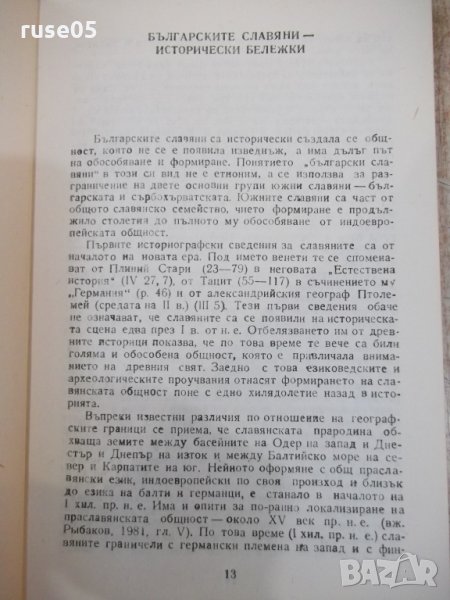 ruse05
БЪЛГАРСКИТЕ СЛАВЯНИ —
ИСТОРИЧЕСКИ БЕЛЕЖКИ
Българските славяни са исторически създала се общ-
ност, която не се е появила изведнъж, а има дълъг път
на обособяване и формиране. Понятието „български сла-
вяни“ в този си вид не е етноним, а се използва за раз-
граничение на двете основни групи южни славяни — бъл-
гарската и сърбохърватската. Южните славяни са част от
общото славянско семейство, чието формиране е продъл-
жило столетия до пълното му обособяване от индоевро-
пейската общност.
Първите историографски сведения за славяните са от
началото на новата ера. Под името венети те се спомена-
ват от Плиний Стари (23—79) в неговата „Естествена
история“ (IV 27, 7), от Тацит (55—117) в съчинението му
„Германия“ (р. 46) и от александрийския географ Птоле-
мей (средата на II в.) (III 5). Тези първи сведения обаче
не означават, че славяните са се появили на историческа-
та сцена едва през I в. от н. е. Отбелязването им от древ-
ните историци показва, че по това време те вече са били
голяма и обособена общност, която е привличала внимани-
ето на древния свят. Заедно с това езиковедските и
археологическите проучвания отнасят формирането на сла-
вянската общност поне с едно хилядолетие назад в исто-
рията.
Въпреки известни различия по отношение на географ-
ските граници се приема, че славянската прародина об-
хваща земите между басейните на Одер на запад и Дне-
стър и Днепър на изток и между Балтийско море на се-
вер и Карпатите на юг. Нейното оформяне с общ праслав-
янски език, индоевропейски по своя произход и близък
до езика на балти и германци, е станало в началото на
I хил. пр. н. е. Има и опити за по-ранно локализиране на
праславянската общност — около XV век пр. н. е. (вж.
Рыбаков, 1981, гл. V). По това време (I хил. пр. н. е.) сла-
вяните граничели с германски племена на запад и с фин-
13
BAZAR.BG